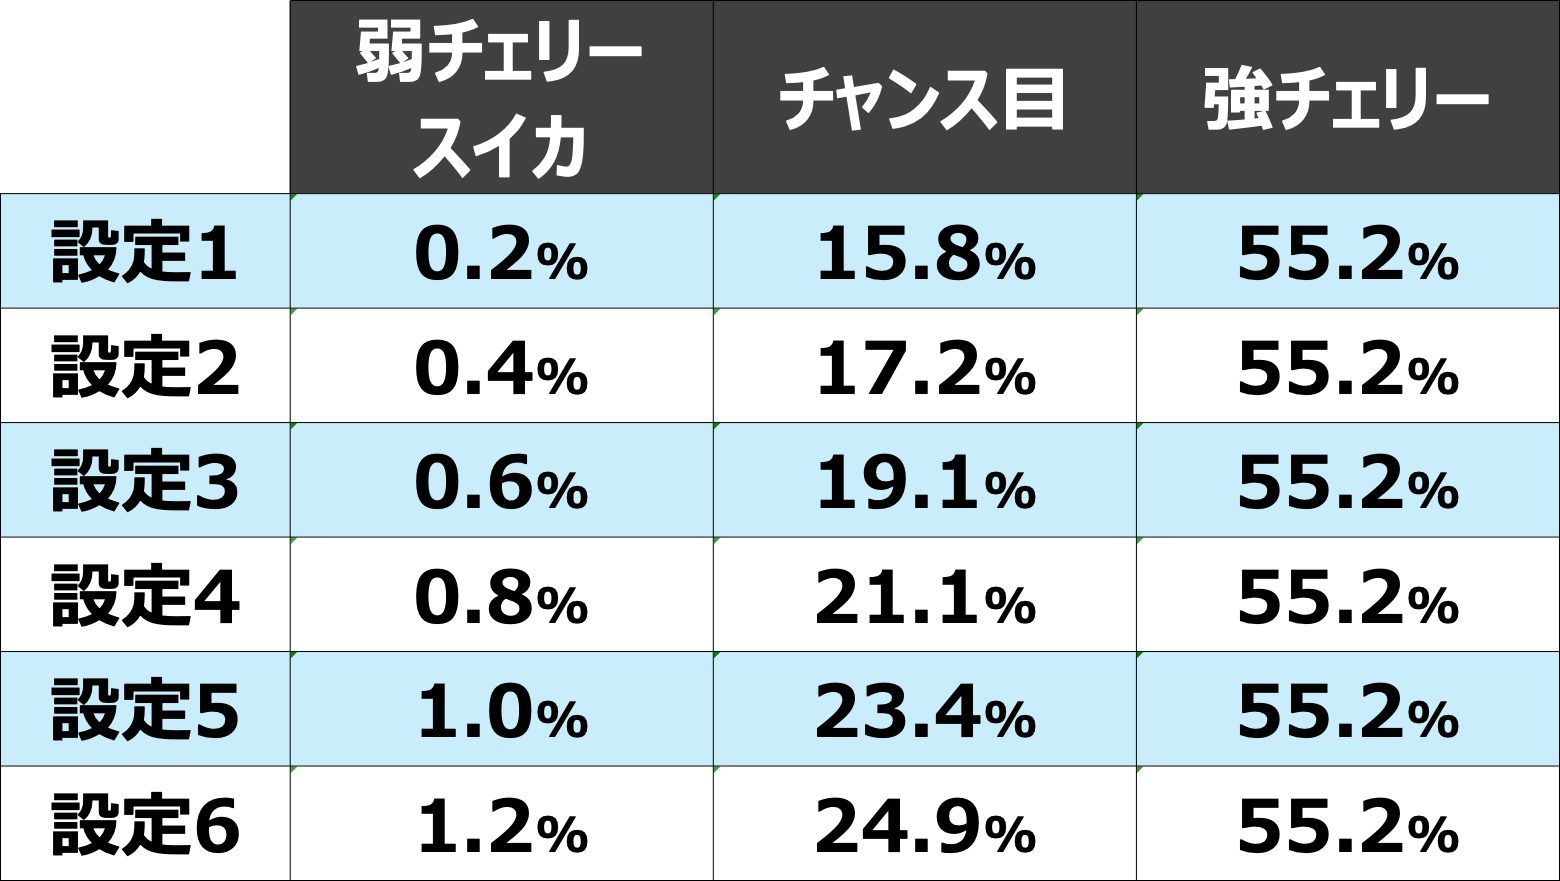 弱チェリー
スイカ
チャンス目
強チェリー
設定1 0.2% 15.8% 55.2%
設定2 0.4% 17.2% 55.2%
設定3 0.6% 19.1% 55.2%
設定4 0.8% 21.1% 55.2%
設定5 1.0% 23.4% 55.2%
設定6 1.2% 24.9% 55.2%